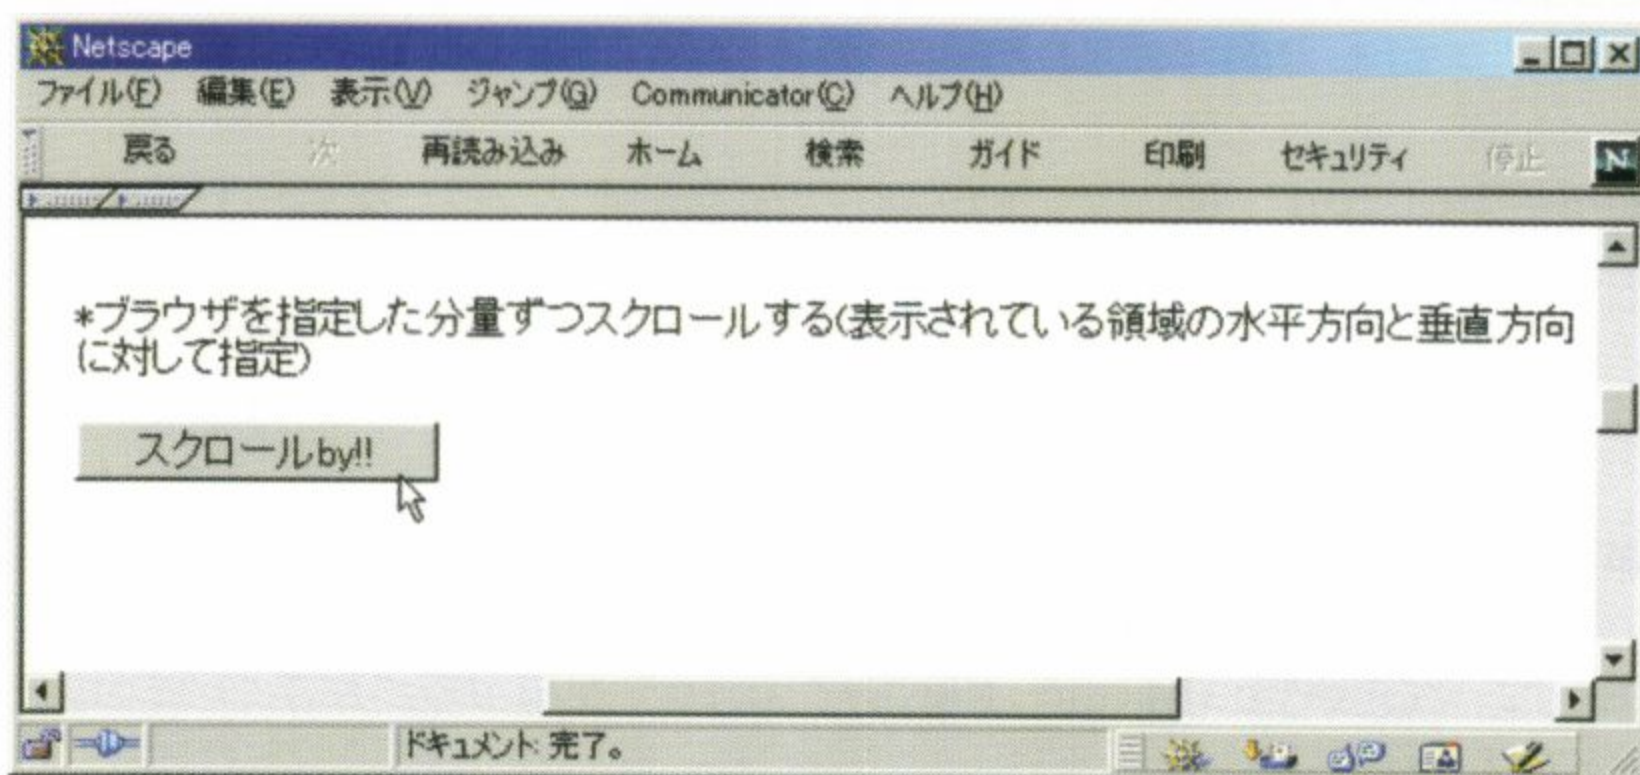 Netscape
ファイル(F) 編集(E) 表示(V) ジャンプ(G) Communicator(C) ヘルプ(H)
戻る 次 再読み込み ホーム 検索 ガイド 印刷 セキュリティ 停止 N
*ブラウザを指定した分量ずつスクロールする(表示されている領域の水平方向と垂直方向
に対して指定)
スクロールby!!
ドキュメント: 完了。